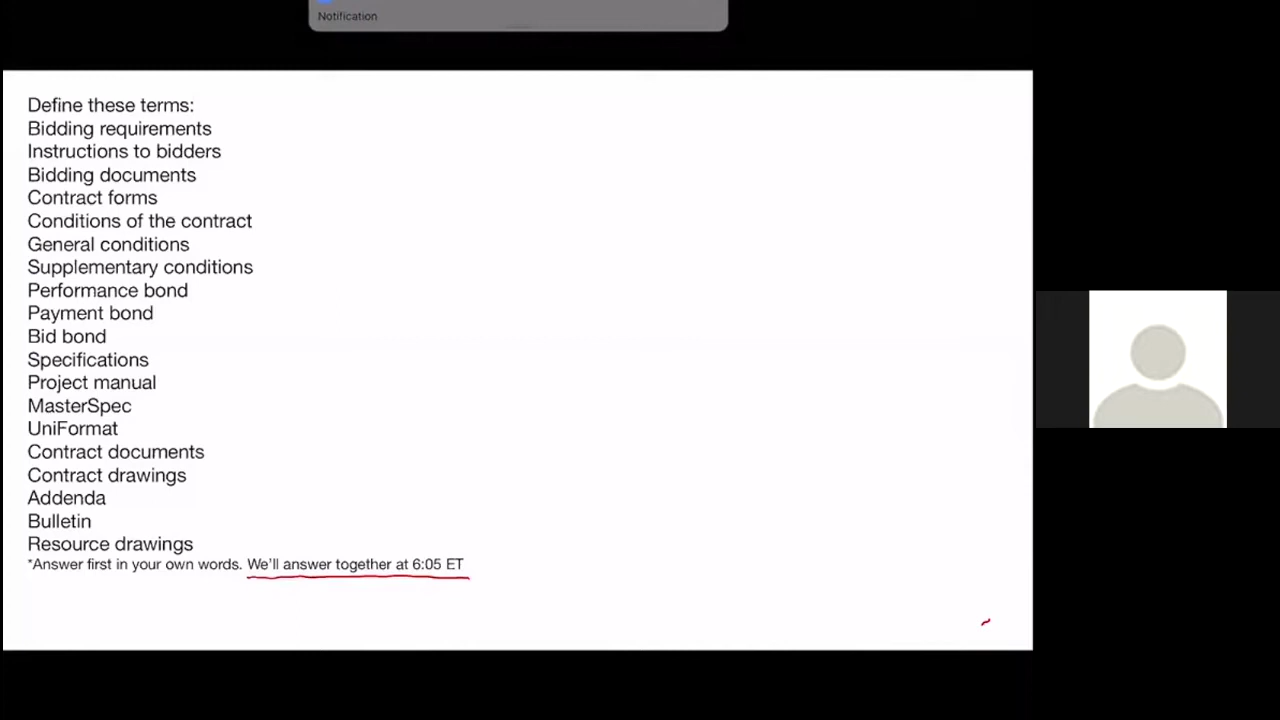 Notification
Define these terms:
Bidding requirements
Instructions to bidders
Bidding documents
Contract forms
Conditions of the contract
General conditions
Supplementary conditions
Performance bond
Payment bond
Bid bond
Specifications
Project manual
MasterSpec
UniFormat
Contract documents
Contract drawings
Addenda
Bulletin
Resource drawings
*Answer first in your own words. We'll answer together at 6:05 ET